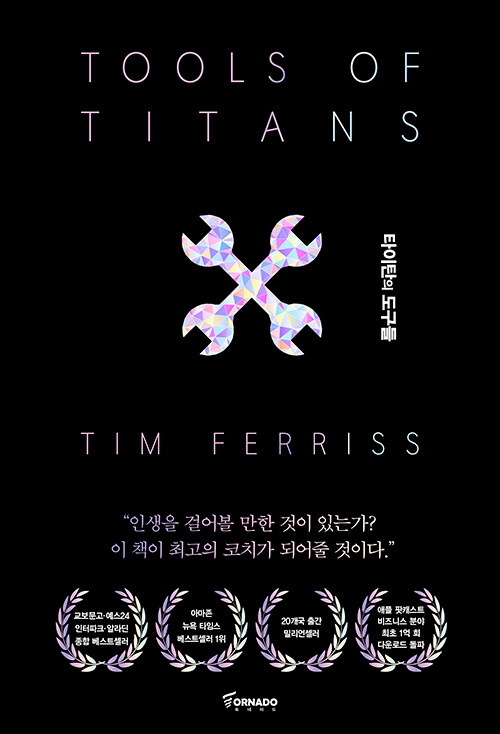 TOOLS OF
TITANS
타이탄의 도구들
TIM FERRISS
“인생을 걸어볼 만한 것이 있는가?
이 책이 최고의 코치가 되어줄 것이다.”
교보문고·예스24
인터파크·알라딘
종합 베스트셀러
아마존
뉴욕 타임스
베스트셀러 1위
20개국 출간
밀리언셀러
애플 팟캐스트
비즈니스 분야
최초 1억 회
다운로드 돌파
TORNADO
토네이도